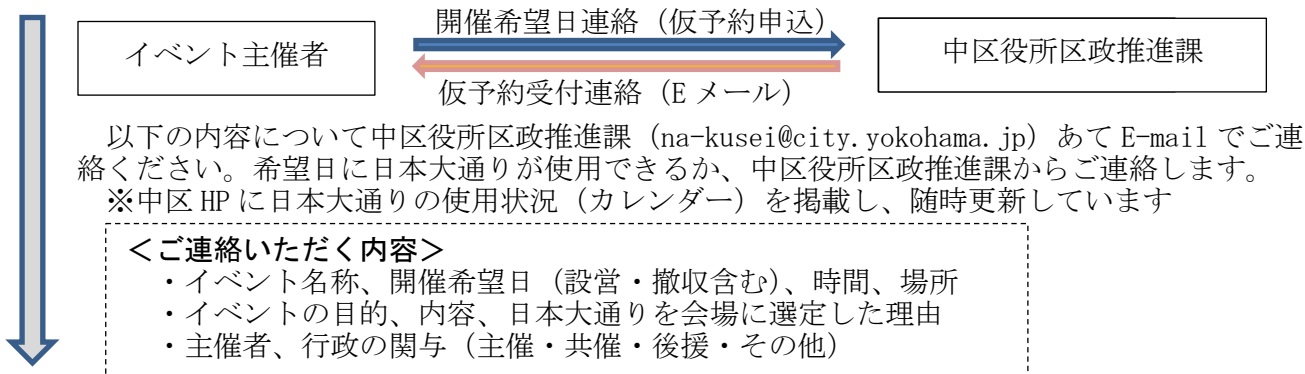 開催希望日連絡（仮予約申込）
イベント主催者
中区役所区政推進課
仮予約受付連絡（Eメール）
以下の内容について中区役所区政推進課（na-kusei@city.yokohama.jp）あて E-mail でご連
絡ください。希望日に日本大通りが使用できるか、中区役所区政推進課からご連絡します。
※中区 HP に日本大通りの使用状況（カレンダー）を掲載し、随時更新しています
＜ご連絡いただく内容＞
・イベント名称、開催希望日（設営・撤収含む）、時間、場所
・イベントの目的、内容、日本大通りを会場に選定した理由
・主催者、行政の関与（主催・共催・後援・その他）